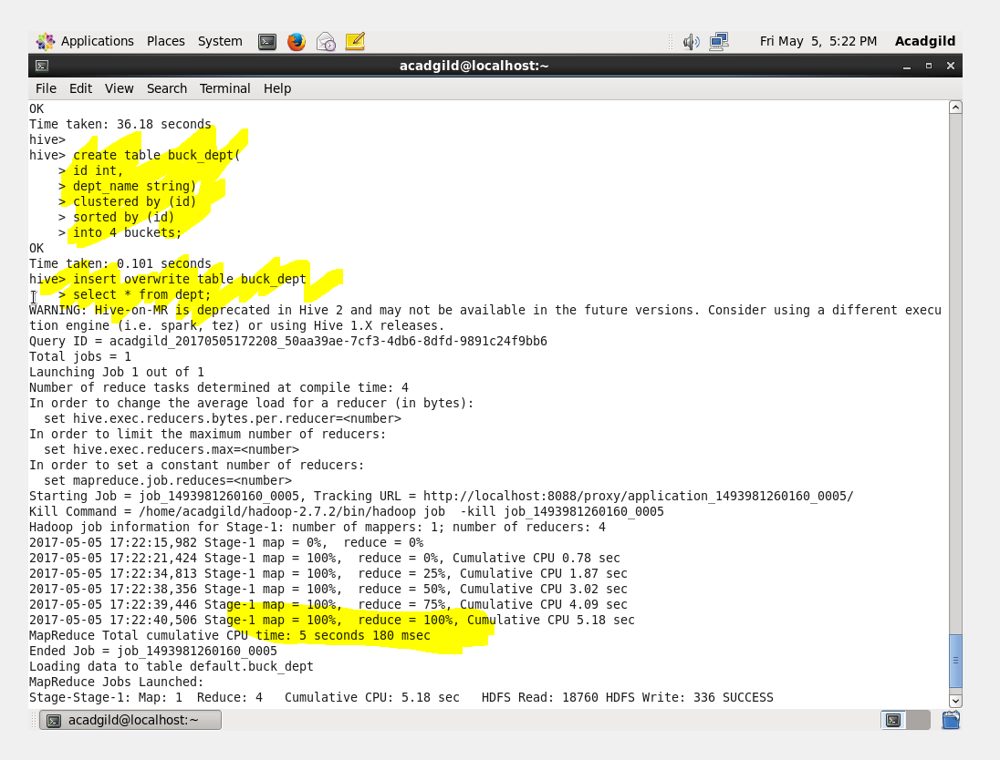 Applications Places System Fri May 5, 5:22 PM Acadgild
acadgild@localhost:~
File Edit View Search Terminal Help
OK
Time taken: 36.18 seconds
hive>
hive> create table buck_dept(
    > id int,
    > dept_name string)
    > clustered by (id)
    > sorted by (id)
    > into 4 buckets;
OK
Time taken: 0.101 seconds
hive> insert overwrite table buck_dept
    > select * from dept;
WARNING: Hive-on-MR is deprecated in Hive 2 and may not be available in the future versions. Consider using a different execu
tion engine (i.e. spark, tez) or using Hive 1.X releases.
Query ID = acadgild_20170505172208_50aa39ae-7cf3-4db6-8dfd-9891c24f9bb6
Total jobs = 1
Launching Job 1 out of 1
Number of reduce tasks determined at compile time: 4
In order to change the average load for a reducer (in bytes):
  set hive.exec.reducers.bytes.per.reducer=<number>
In order to limit the maximum number of reducers:
  set hive.exec.reducers.max=<number>
In order to set a constant number of reducers:
  set mapreduce.job.reduces=<number>
Starting Job = job_1493981260160_0005, Tracking URL = http://localhost:8088/proxy/application_1493981260160_0005/
Kill Command = /home/acadgild/hadoop-2.7.2/bin/hadoop job  -kill job_1493981260160_0005
Hadoop job information for Stage-1: number of mappers: 1; number of reducers: 4
2017-05-05 17:22:15,982 Stage-1 map = 0%,  reduce = 0%
2017-05-05 17:22:21,424 Stage-1 map = 100%,  reduce = 0%, Cumulative CPU 0.78 sec
2017-05-05 17:22:34,813 Stage-1 map = 100%,  reduce = 25%, Cumulative CPU 1.87 sec
2017-05-05 17:22:38,356 Stage-1 map = 100%,  reduce = 50%, Cumulative CPU 3.02 sec
2017-05-05 17:22:39,446 Stage-1 map = 100%,  reduce = 75%, Cumulative CPU 4.09 sec
2017-05-05 17:22:40,506 Stage-1 map = 100%,  reduce = 100%, Cumulative CPU 5.18 sec
MapReduce Total cumulative CPU time: 5 seconds 180 msec
Ended Job = job_1493981260160_0005
Loading data to table default.buck_dept
MapReduce Jobs Launched:
Stage-Stage-1: Map: 1  Reduce: 4   Cumulative CPU: 5.18 sec   HDFS Read: 18760 HDFS Write: 336 SUCCESS
acadgild@localhost:~